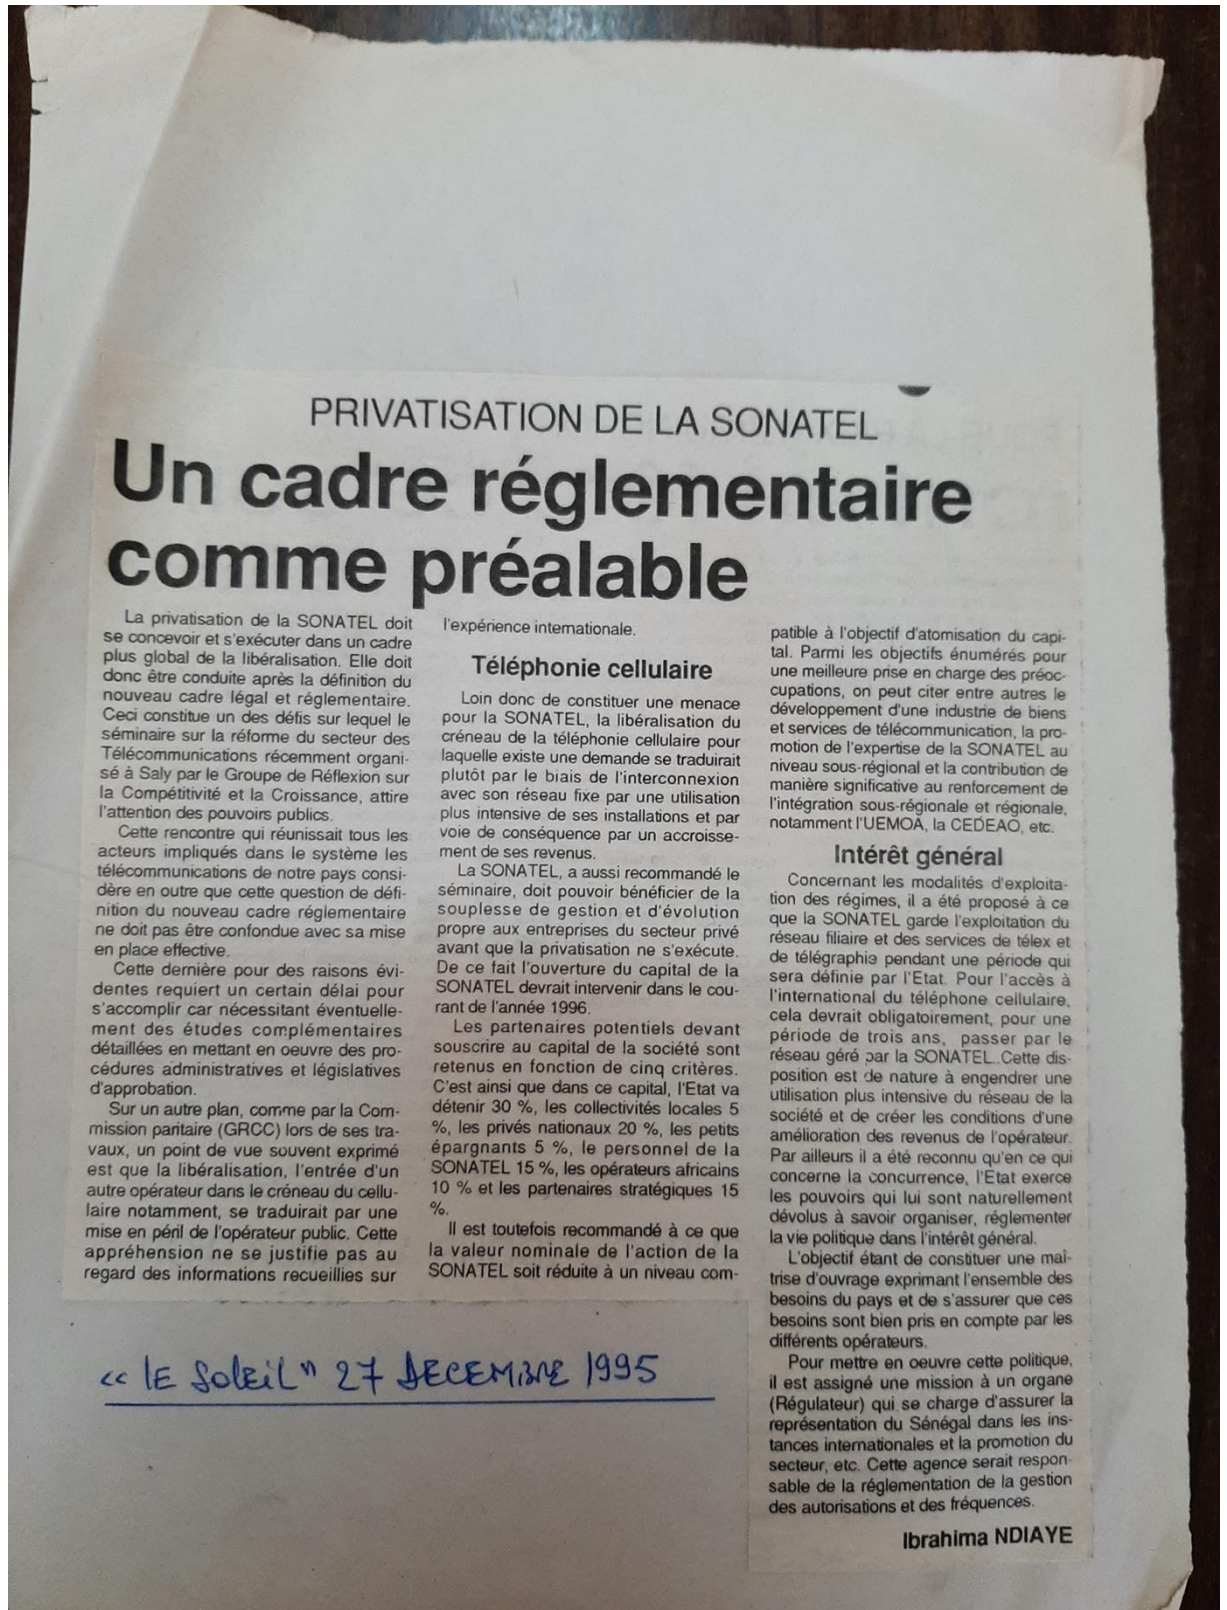 PRIVATISATION DE LA SONATEL
Un cadre réglementaire
comme préalable
La privatisation de la SONATEL doit
se concevoir et s'exécuter dans un cadre
plus global de la libéralisation. Elle doit
donc être conduite après la définition du
nouveau cadre légal et réglementaire.
Ceci constitue un des défis sur lequel le
séminaire sur la réforme du secteur des
Télécommunications récemment organi-
sé à Saly par le Groupe de Réflexion sur
la Compétitivité et la Croissance, attire
l'attention des pouvoirs publics.
Cette rencontre qui réunissait tous les
acteurs impliqués dans le système les
télécommunications de notre pays consi-
dère en outre que cette question de défi-
nition du nouveau cadre réglementaire
ne doit pas être confondue avec sa mise
en place effective.
Cette dernière pour des raisons évi-
dentes requiert un certain délai pour
s'accomplir car nécessitant éventuelle-
ment des études complémentaires
détaillées en mettant en oeuvre des pro-
cédures administratives et législatives
d'approbation.
Sur un autre plan, comme par la Com-
mission paritaire (GRCC) lors de ses tra-
vaux, un point de vue souvent exprimé
est que la libéralisation, l'entrée d'un
autre opérateur dans le créneau du cellu-
laire notamment, se traduirait par une
mise en péril de l'opérateur public. Cette
appréhension ne se justifie pas au
regard des informations recueillies sur
l'expérience internationale.
Téléphonie cellulaire
Loin donc de constituer une menace
pour la SONATEL, la libéralisation du
créneau de la téléphonie cellulaire pour
laquelle existe une demande se traduirait
plutôt par le biais de l'interconnexion
avec son réseau fixe par une utilisation
plus intensive de ses installations et par
voie de conséquence par un accroisse-
ment de ses revenus.
La SONATEL, a aussi recommandé le
séminaire, doit pouvoir bénéficier de la
souplesse de gestion et d'évolution
propre aux entreprises du secteur privé
avant que la privatisation ne s'exécute.
De ce fait l'ouverture du capital de la
SONATEL devrait intervenir dans le cou-
rant de l'année 1996.
Les partenaires potentiels devant
souscrire au capital de la société sont
retenus en fonction de cinq critères.
C'est ainsi que dans ce capital, l'Etat va
détenir 30 %, les collectivités locales 5
%, les privés nationaux 20 %, les petits
épargnants 5 %, le personnel de la
SONATEL 15 %, les opérateurs africains
10 % et les partenaires stratégiques 15
%.
Il est toutefois recommandé à ce que
la valeur nominale de l'action de la
SONATEL soit réduite à un niveau com-
patible à l'objectif d'atomisation du capi-
tal. Parmi les objectifs énumérés pour
une meilleure prise en charge des préoc-
cupations, on peut citer entre autres le
développement d'une industrie de biens
et services de télécommunication, la pro-
motion de l'expertise de la SONATEL au
niveau sous-régional et la contribution de
manière significative au renforcement de
l'intégration sous-régionale et régionale,
notamment l'UEMOA, la CEDEAO, etc.
Intérêt général
Concernant les modalités d'exploita-
tion des régimes, il a été proposé à ce
que la SONATEL garde l'exploitation du
réseau filiaire et des services de télex et
de télégraphie pendant une période qui
sera définie par l'Etat. Pour l'accès à
l'international du téléphone cellulaire,
cela devrait obligatoirement, pour une
période de trois ans, passer par le
réseau géré par la SONATEL. Cette dis-
position est de nature à engendrer une
utilisation plus intensive du réseau de la
société et de créer les conditions d'une
amélioration des revenus de l'opérateur.
Par ailleurs il a été reconnu qu'en ce qui
concerne la concurrence, l'Etat exerce
les pouvoirs qui lui sont naturellement
dévolus à savoir organiser, réglementer
la vie politique dans l'intérêt général.
L'objectif étant de constituer une maî-
trise d'ouvrage exprimant l'ensemble des
besoins du pays et de s'assurer que ces
besoins sont bien pris en compte par les
différents opérateurs.
Pour mettre en oeuvre cette politique,
il est assigné une mission à un organe
(Régulateur) qui se charge d'assurer la
représentation du Sénégal dans les ins-
tances internationales et la promotion du
secteur, etc. Cette agence serait respon-
sable de la réglementation de la gestion
des autorisations et des fréquences.
Ibrahima NDIAYE
<< LE SOLEIL" 27 DECEMBRE 1995